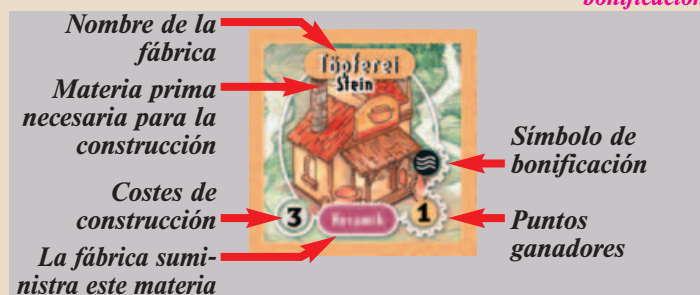 bonificación
Nombre de la
fábrica
Materia prima
necesaria para la
construcción
Costes de
construcción
La fábrica sumi-
nistra este materia
Töpferei
Stein
3
Keramik
1
Símbolo de
bonificación
Puntos
ganadores